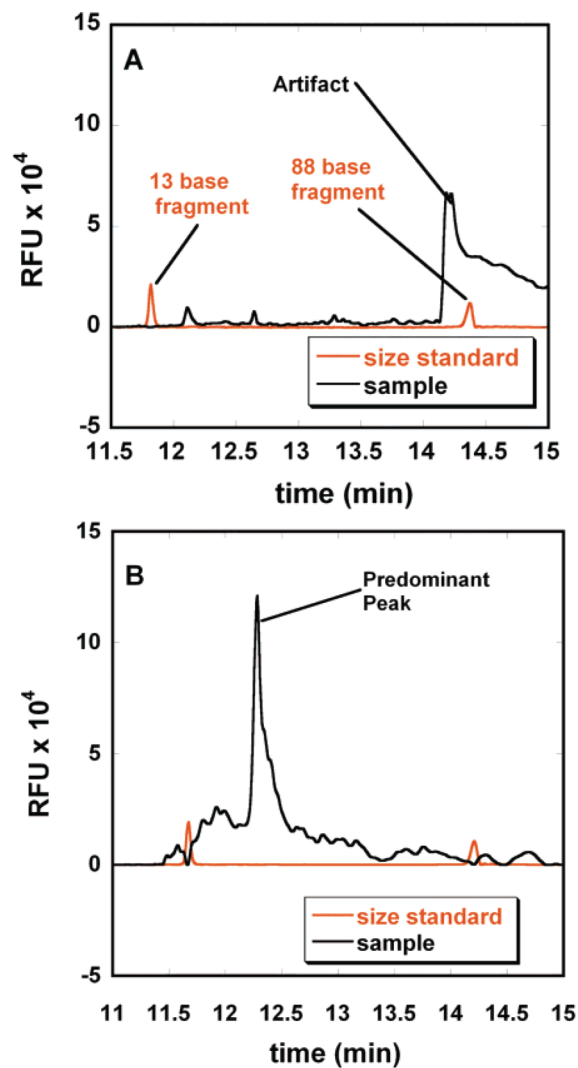 15
A
Artifact
10
13 base
fragment
88 base
fragment
RFU x 10⁴
5
0
size standard
sample
-5
11.5 12 12.5 13 13.5 14 14.5 15
time (min)
15
B
Predominant
Peak
10
RFU x 10⁴
5
0
size standard
sample
-5
11 11.5 12 12.5 13 13.5 14 15.5 15
time (min)